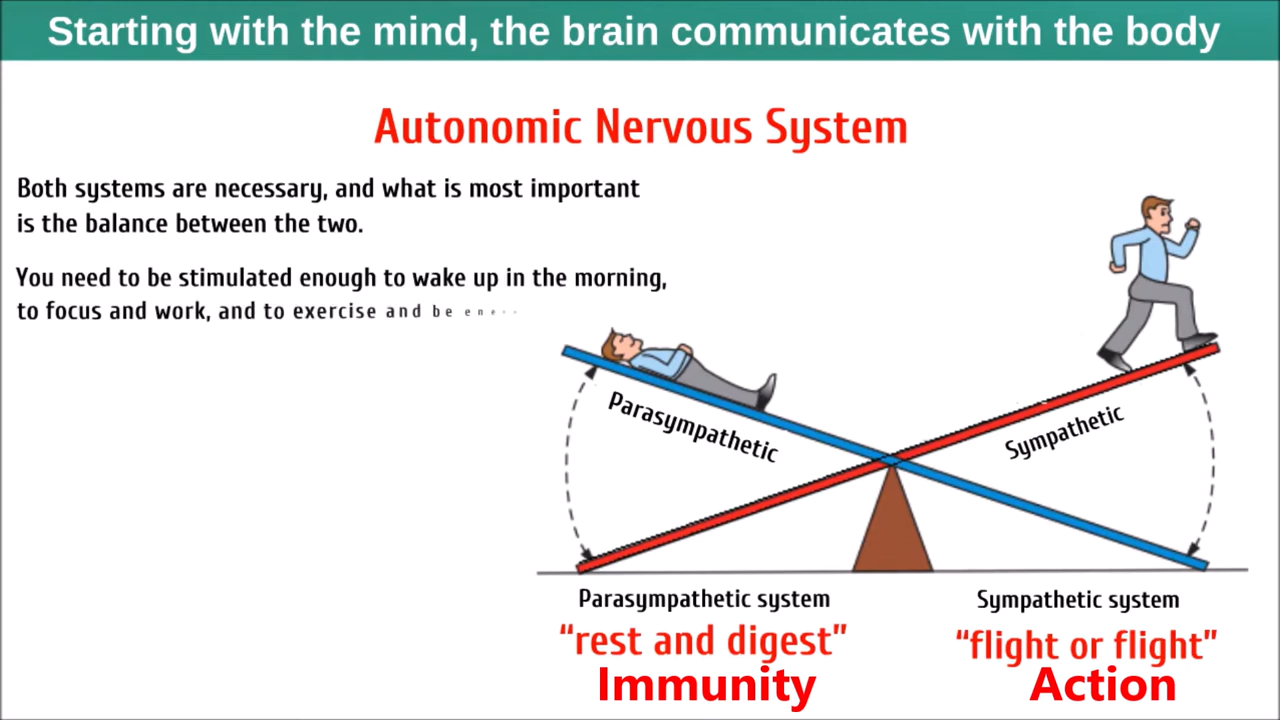 Starting with the mind, the brain communicates with the body
Autonomic Nervous System
Both systems are necessary, and what is most important
is the balance between the two.
You need to be stimulated enough to wake up in the morning,
to focus and work, and to exercise and be
Parasympathetic
Sympathetic
Parasympathetic system
“rest and digest”
Immunity
Sympathetic system
“flight or flight”
Action